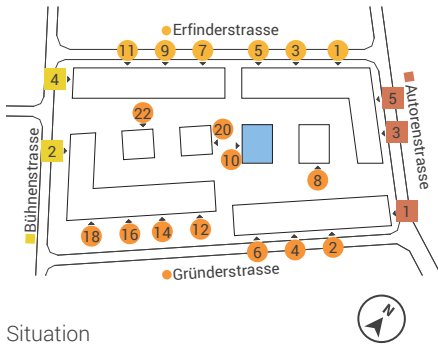 Erfinderstrasse
11 9 7 5 3 1
4
5
22
20
3
2
10
8
Autorenstrasse
Bühnenstrasse
1
18 16 14 12
6 4 2
Gründerstrasse
Situation
N